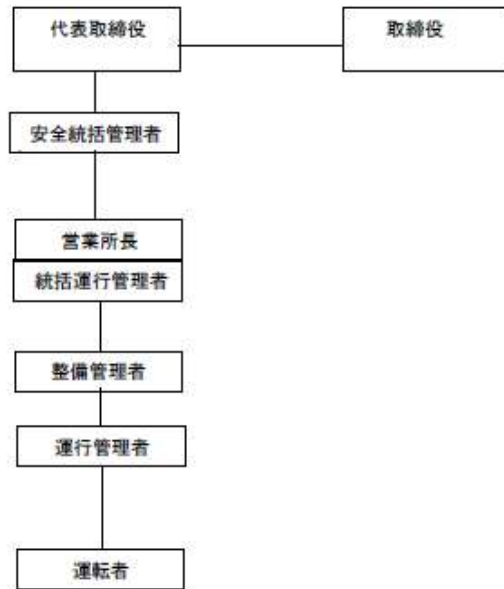 代表取締役
取締役
安全統括管理者
営業所長
統括運行管理者
整備管理者
運行管理者
運転者